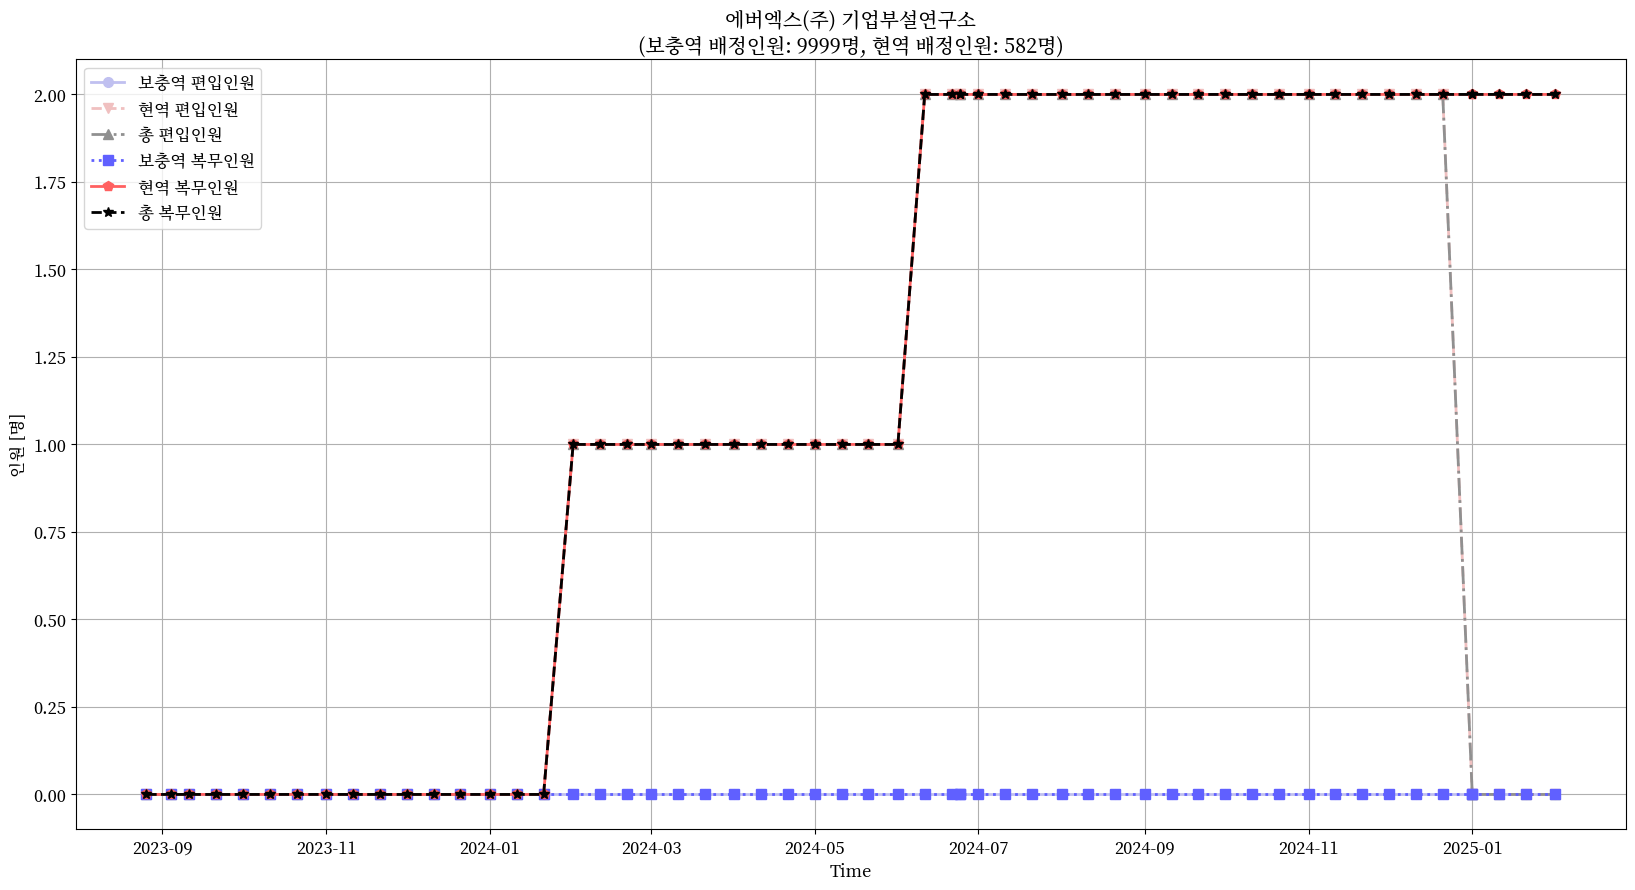 에버엑스(주) 기업부설연구소
(보충역 배정인원: 9999명, 현역 배정인원: 582명)
보충역 편입인원
현역 편입인원
총 편입인원
보충역 복무인원
현역 복무인원
총 복무인원
2.00
1.75
1.50
1.25
1.00
0.75
0.50
0.25
0.00
인원 [명]
2023-09
2023-11
2024-01
2024-03
2024-05
2024-07
2024-09
2024-11
2025-01
Time